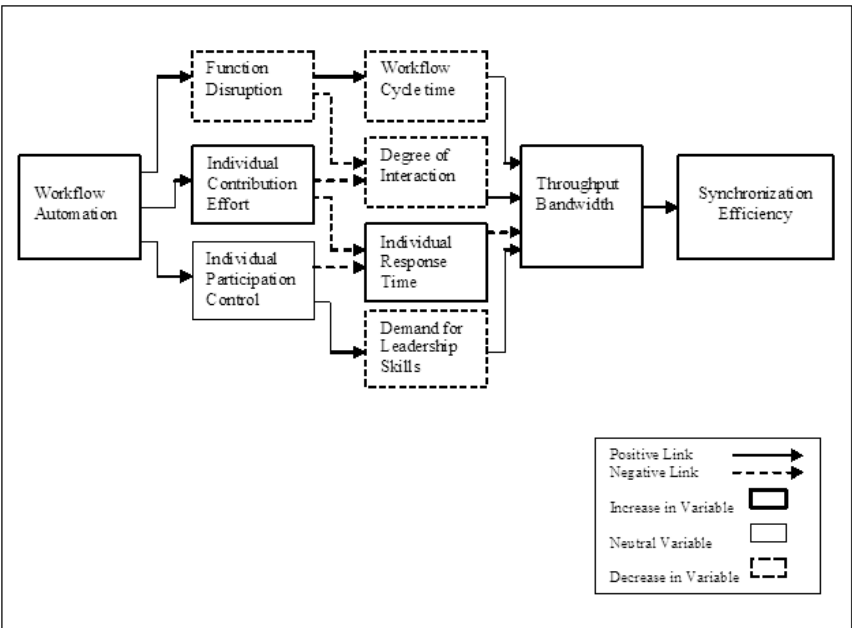 Function
Disruption
Workflow
Cycle time
Workflow
Automation
Individual
Contribution
Effort
Degree of
Interaction
Throughput
Bandwidth
Synchronization
Efficiency
Individual
Participation
Control
Individual
Response
Time
Demand for
Leadership
Skills
Positive Link
Negative Link
Increase in Variable
Neutral Variable
Decrease in Variable